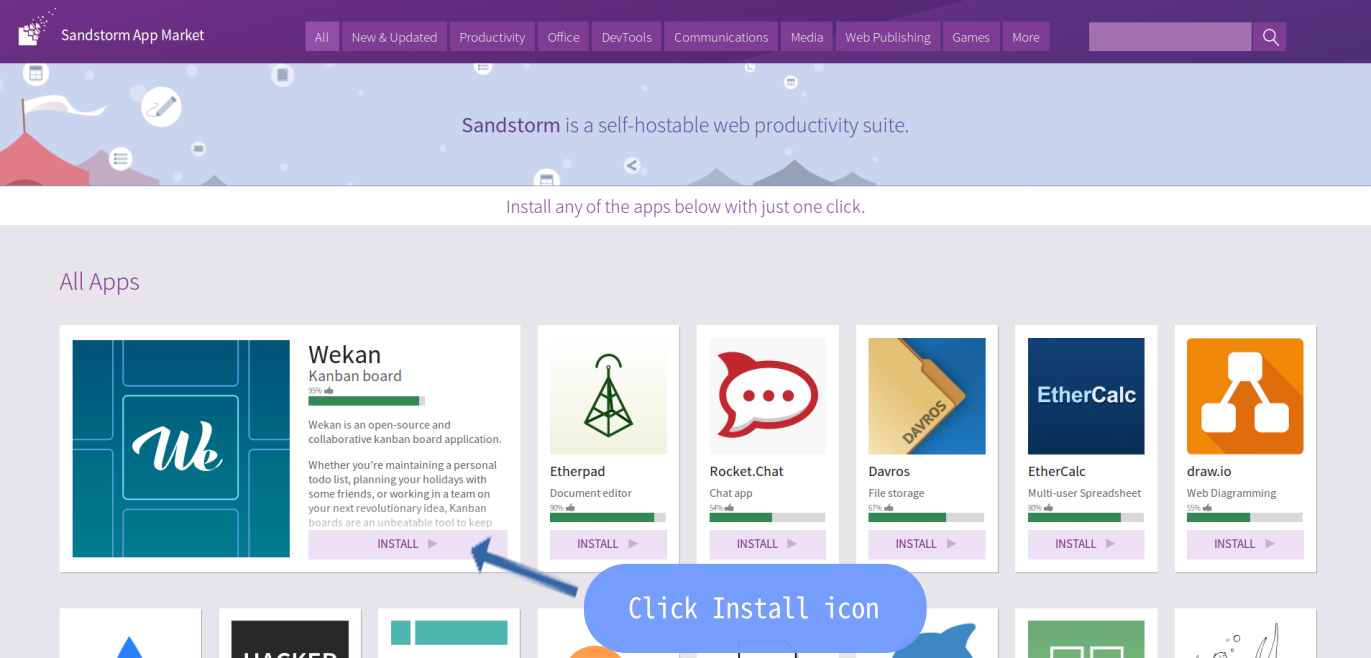 Sandstorm App Market
All
New & Updated
Productivity
Office
DevTools
Communications
Media
Web Publishing
Games
More
Sandstorm is a self-hostable web productivity suite.
Install any of the apps below with just one click.
All Apps
We
Wekan
Kanban board
95%
Wekan is an open-source and
collaborative kanban board application.
Whether you're maintaining a personal
todo list, planning your holidays with
some friends, or working in a team on
your next revolutionary idea, Kanban
boards are an unbeatable tool to keep
INSTALL
Etherpad
Document editor
90%
INSTALL
Rocket.Chat
Chat app
54%
INSTALL
DAVROS
Davros
File storage
67%
INSTALL
EtherCalc
EtherCalc
Multi-user Spreadsheet
80%
INSTALL
draw.io
Web Diagramming
55%
INSTALL
Click Install icon
HACKER